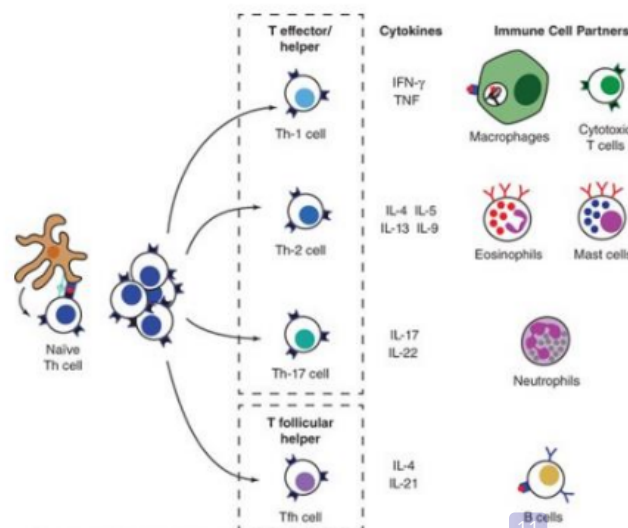 T effector/
helper
Cytokines
Immune Cell Partners
IFN-γ
TNF
Th-1 cell
Macrophages
Cytotoxic
T cells
IL-4 IL-5
IL-13 IL-9
Th-2 cell
Eosinophils
Mast cells
Naïve
Th cell
IL-17
IL-22
Th-17 cell
Neutrophils
T follicular
helper
IL-4
IL-21
Tfh cell
B cells